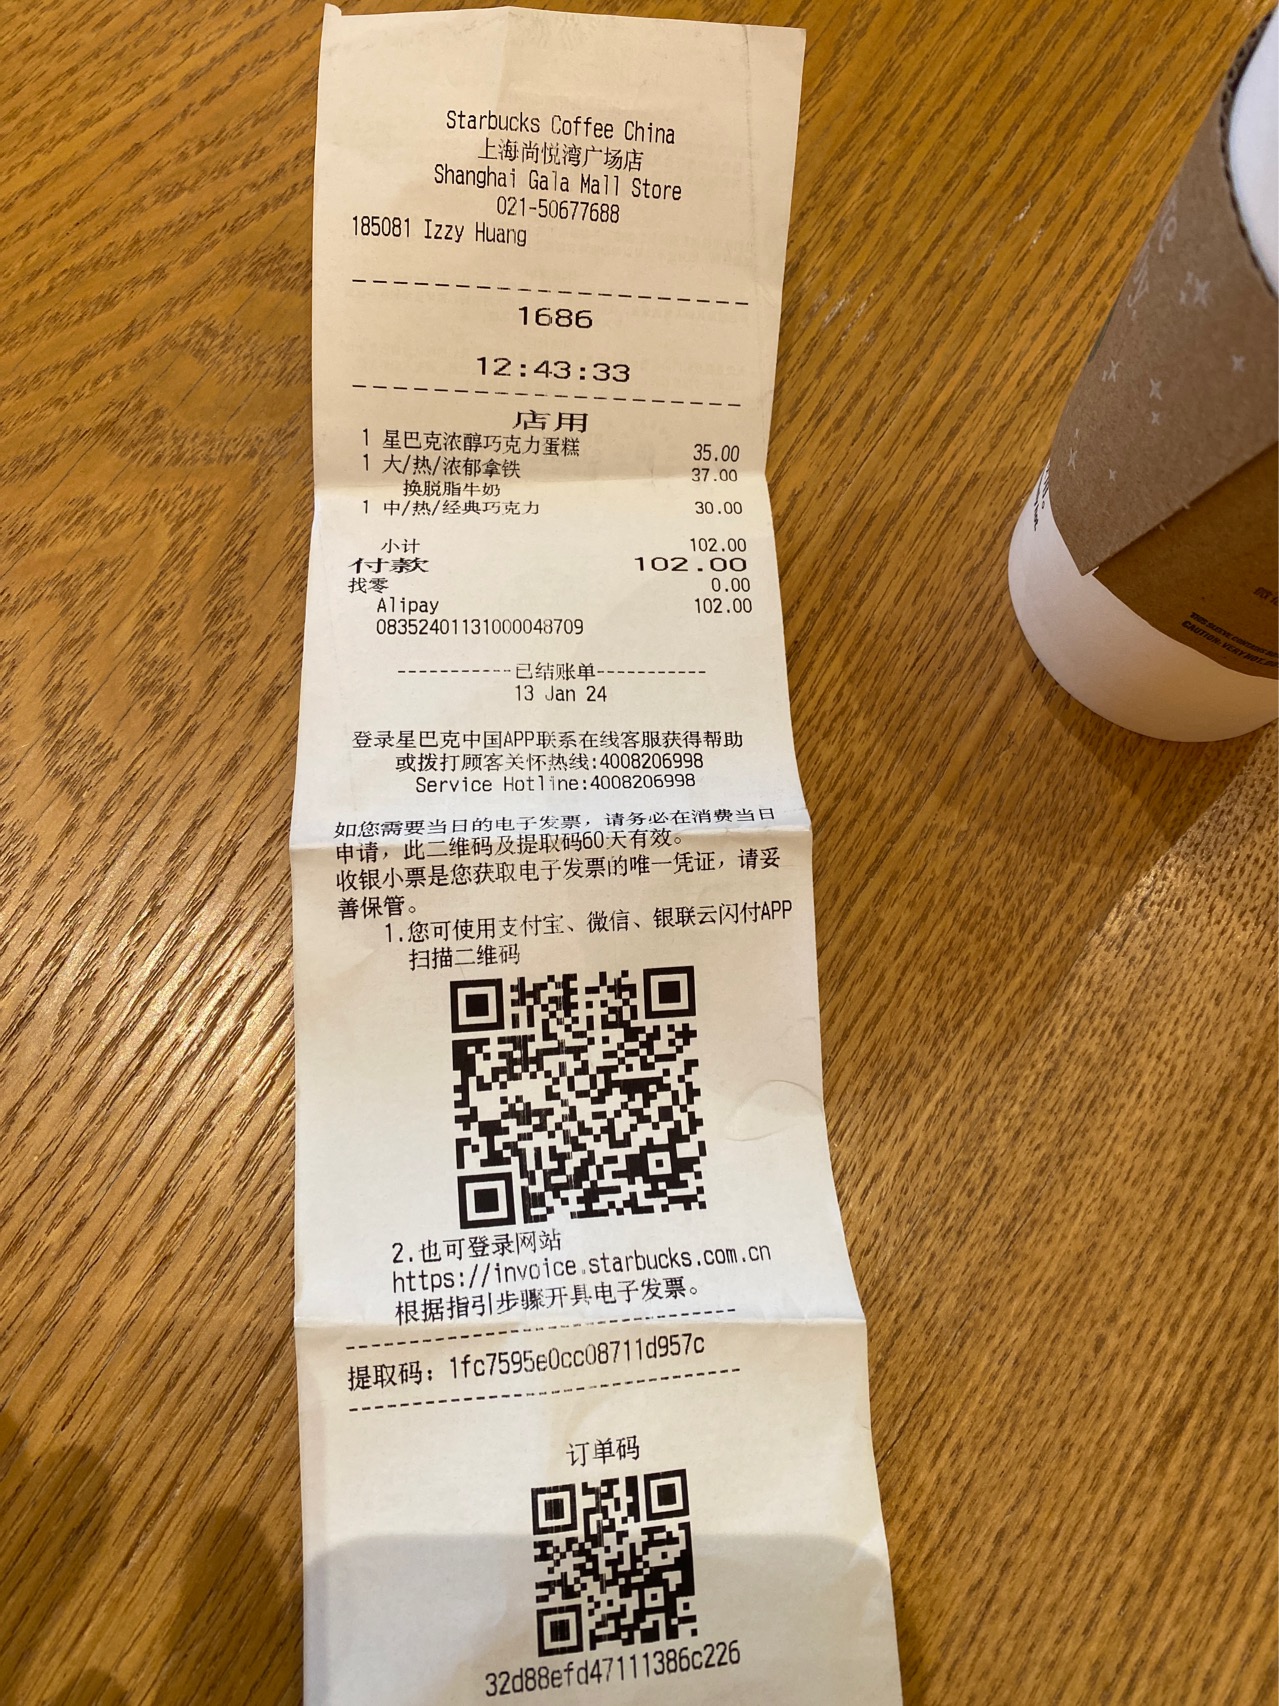 Starbucks Coffee China
上海尚悦湾广场店
Shanghai Gala Mall Store
021-50677688
185081 Izzy Huang
1686
12:43:33
店用
1 星巴克浓醇巧克力蛋糕 35.00
1 大/热/浓郁拿铁 37.00
换脱脂牛奶
1 中/热/经典巧克力 30.00
小计 102.00
付款 102.00
找零 0.00
Alipay 102.00
08352401131000048709
-----------已结账单-----------
13 Jan 24
登录星巴克中国APP联系在线客服获得帮助
或拨打顾客关怀热线:4008206998
Service Hotline:4008206998
如您需要当日的电子发票，请务必在消费当日
申请，此二维码及提取码60天有效。
收银小票是您获取电子发票的唯一凭证，请妥
善保管。
1.您可使用支付宝、微信、银联云闪付APP
扫描二维码
2.也可登录网站
https://invoice.starbucks.com.cn
根据指引步骤开具电子发票。
提取码：1fc7595e0cc08711d957c
订单码
32d88efd47111386c226